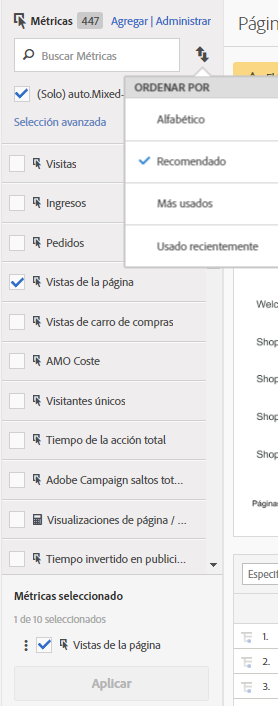 Métricas 447 Agregar | Administrar Página
Buscar Métricas
(Solo) auto.Mixed-
Selección avanzada
ORDENAR POR
Alfabético
Recomendado
Más usados
Usado recientemente
Visitas
Ingresos
Pedidos
Vistas de la página
Vistas de carro de compras
AMO Coste
Visitantes únicos
Tiempo de la acción total
Adobe Campaign saltos tot...
Visualizaciones de página / ...
Tiempo invertido en publici...
Welc
Shop
Shop
Shop
Shop
Páginas
Métricas seleccionado
1 de 10 seleccionados
Vistas de la página
Aplicar
Especif
1.
2.
3.